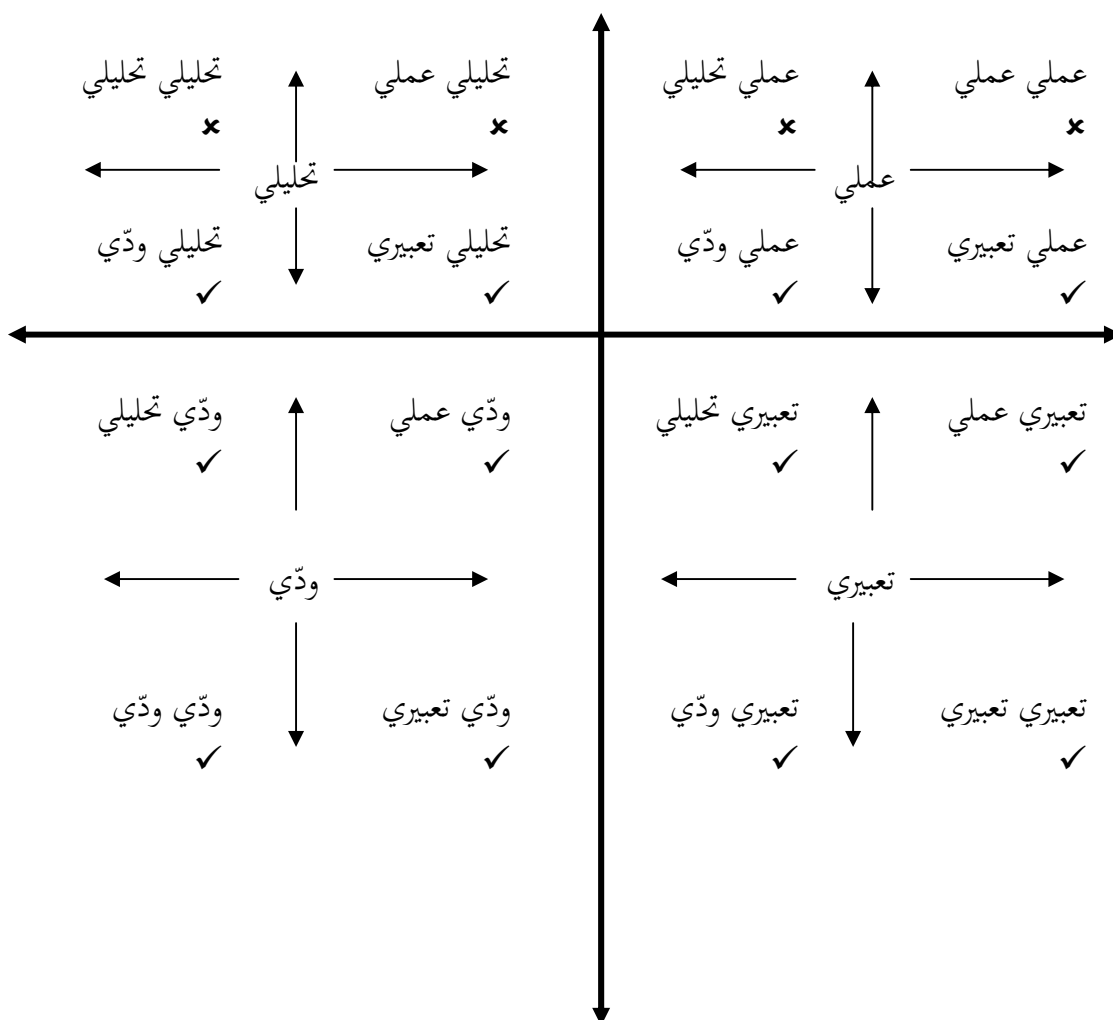 عملي عملي
عملي تحليلي
تحليلي عملي
تحليلي تحليلي
✘
✘
✘
✘
عملي
تحليلي
عملي تعبيري
عملي ودّي
تحليلي تعبيري
تحليلي ودّي
✓
✓
✓
✓
تعبيري عملي
تعبيري تحليلي
ودّي عملي
ودّي تحليلي
✓
✓
✓
✓
تعبيري
ودّي
تعبيري تعبيري
تعبيري ودّي
ودّي تعبيري
ودّي ودّي
✓
✓
✓
✓